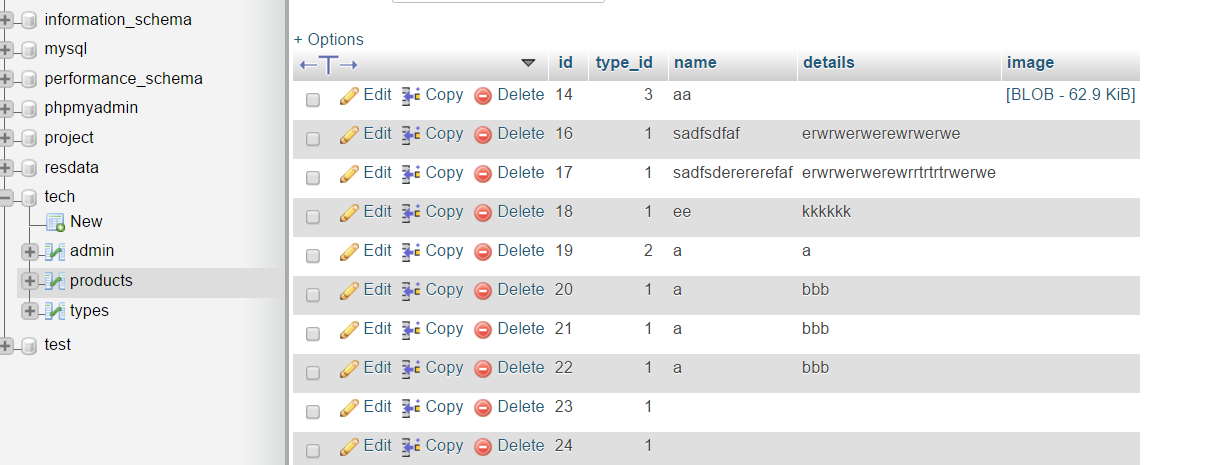 information_schema
mysql
performance_schema
phpmyadmin
project
resdata
tech
New
admin
products
types
test
+ Options
id type_id name details image
Edit Copy Delete 14 3 aa [BLOB - 62.9 KiB]
Edit Copy Delete 16 1 sadfsdfaf erwrwerwerewrwerwe
Edit Copy Delete 17 1 sadfsderererefaf erwrwerwerewrrtrtrtrwerwe
Edit Copy Delete 18 1 ee kkkkkk
Edit Copy Delete 19 2 a a
Edit Copy Delete 20 1 a bbb
Edit Copy Delete 21 1 a bbb
Edit Copy Delete 22 1 a bbb
Edit Copy Delete 23 1
Edit Copy Delete 24 1